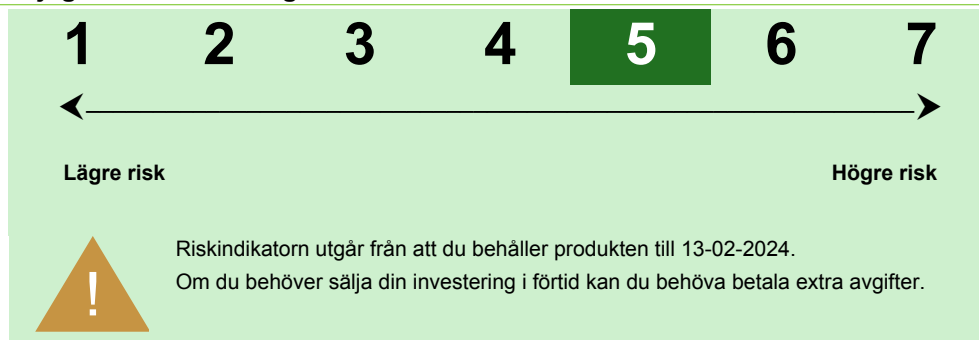 1 2 3 4 5 6 7
Lägre risk Högre risk
!
Riskindikatorn utgår från att du behåller produkten till 13-02-2024.
Om du behöver sälja din investering i förtid kan du behöva betala extra avgifter.